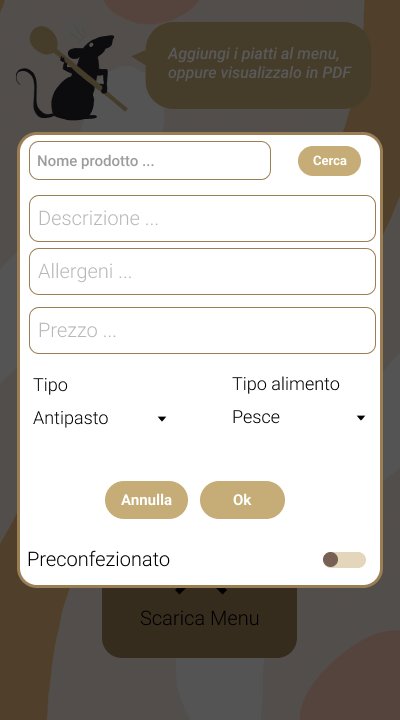 Aggiungi i piatti al menu,
oppure visualizzalo in PDF
Nome prodotto ...
Cerca
Descrizione ...
Allergeni ...
Prezzo ...
Tipo
Tipo alimento
Antipasto
Pesce
Annulla
Ok
Preconfezionato
Scarica Menu